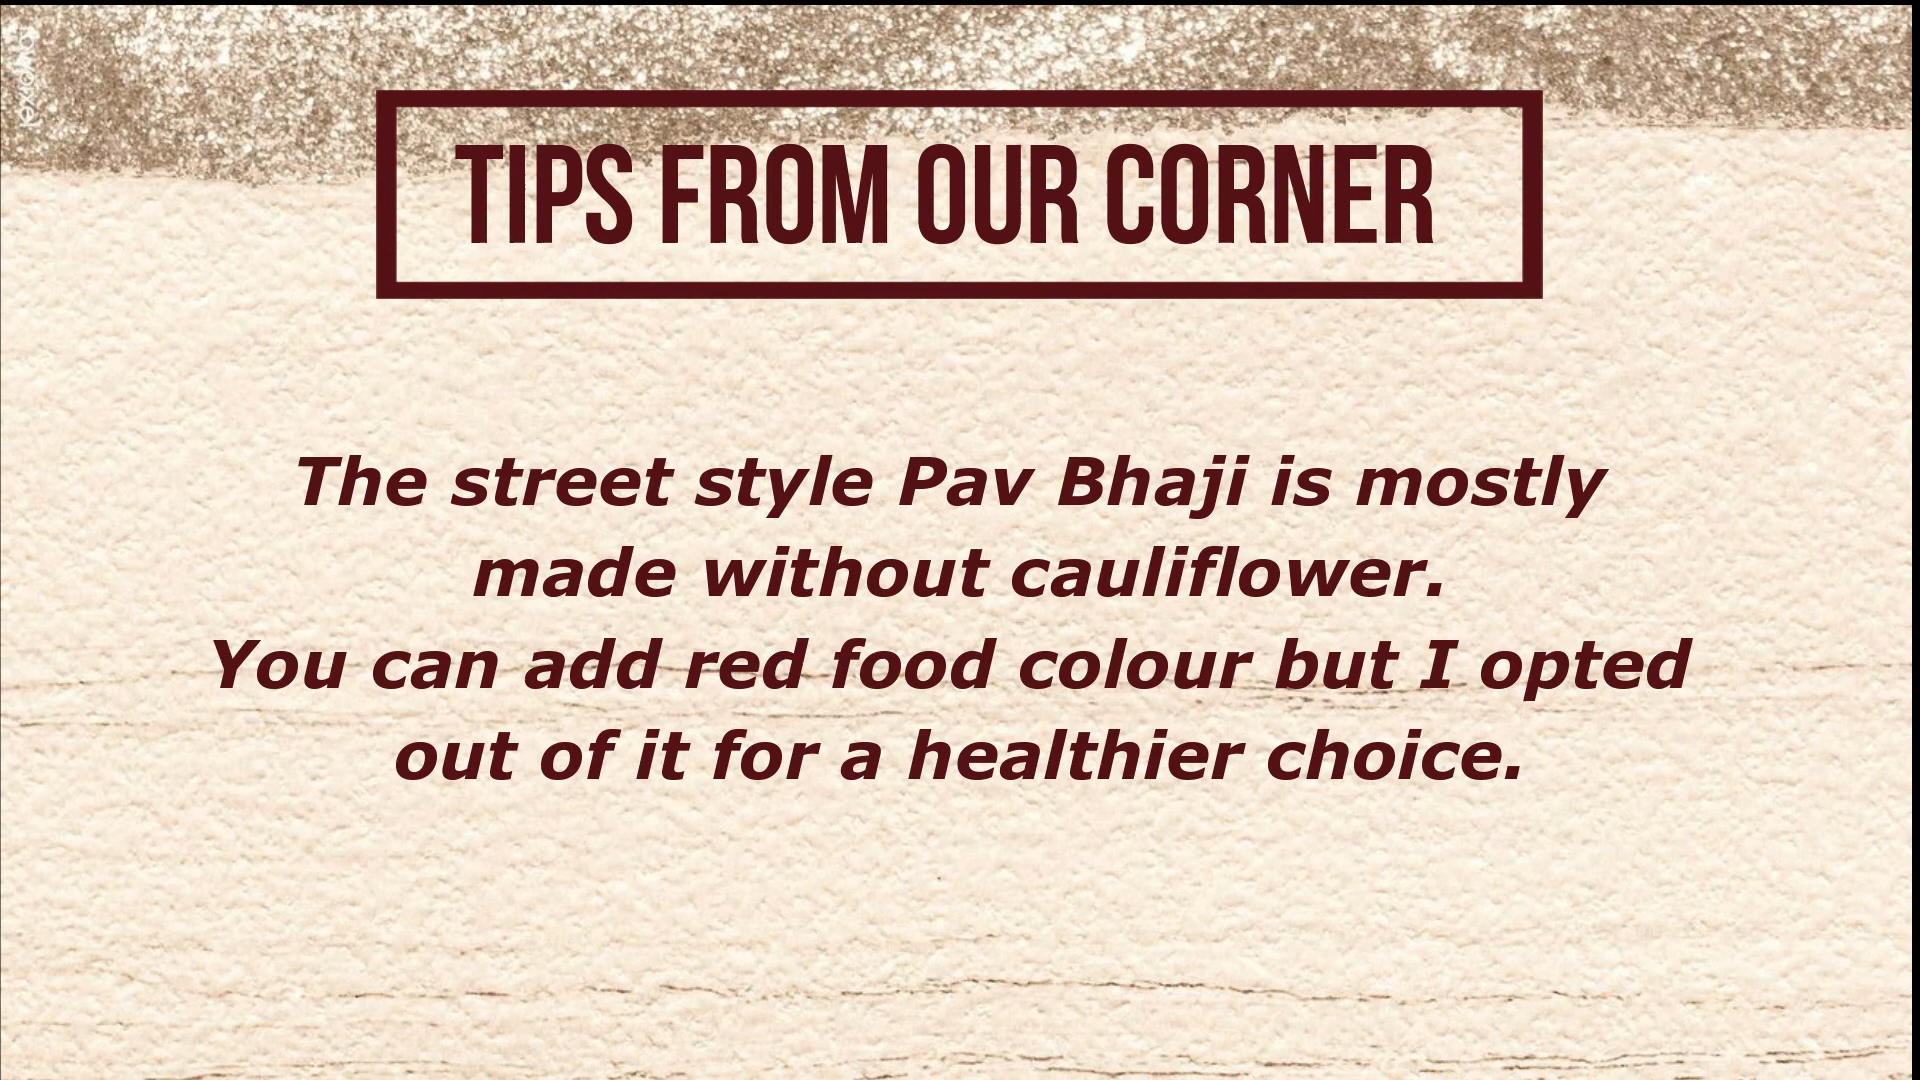 TIPS FROM OUR CORNER
The street style Pav Bhaji is mostly
made without cauliflower.
You can add red food colour but I opted
out of it for a healthier choice.